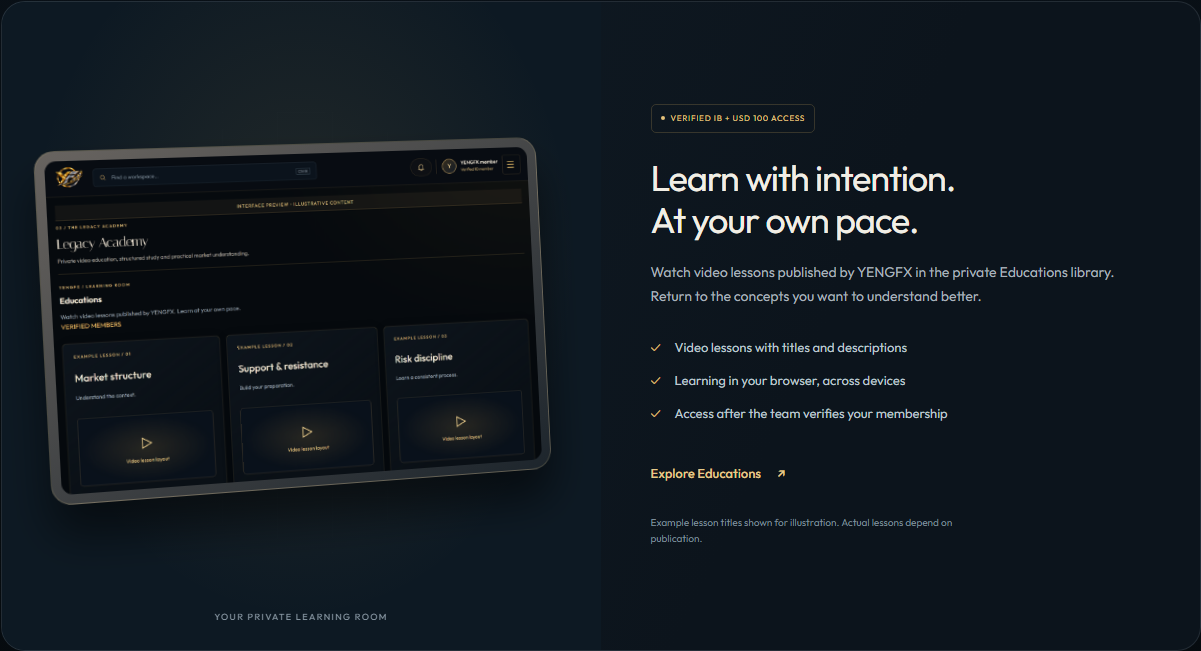 Find a workspace...
YENGFX member
Verified IB member
Y
INTERFACE PREVIEW · ILLUSTRATIVE CONTENT
02 / THE LEGACY ACADEMY
Legacy Academy
Private video education, structured study and practical market understanding.
YENGFX / LEARNING ROOM
Educations
Watch video lessons published by YENGFX. Learn at your own pace.
VERIFIED MEMBERS
EXAMPLE LESSON / 01
Market structure
Understand the context.
Video lesson layout
EXAMPLE LESSON / 02
Support & resistance
Build your preparation.
Video lesson layout
EXAMPLE LESSON / 03
Risk discipline
Learn a consistent process.
Video lesson layout
YOUR PRIVATE LEARNING ROOM
VERIFIED IB + USD 100 ACCESS
Learn with intention.
At your own pace.
Watch video lessons published by YENGFX in the private Educations library.
Return to the concepts you want to understand better.
Video lessons with titles and descriptions
Learning in your browser, across devices
Access after the team verifies your membership
Explore Educations
Example lesson titles shown for illustration. Actual lessons depend on
publication.